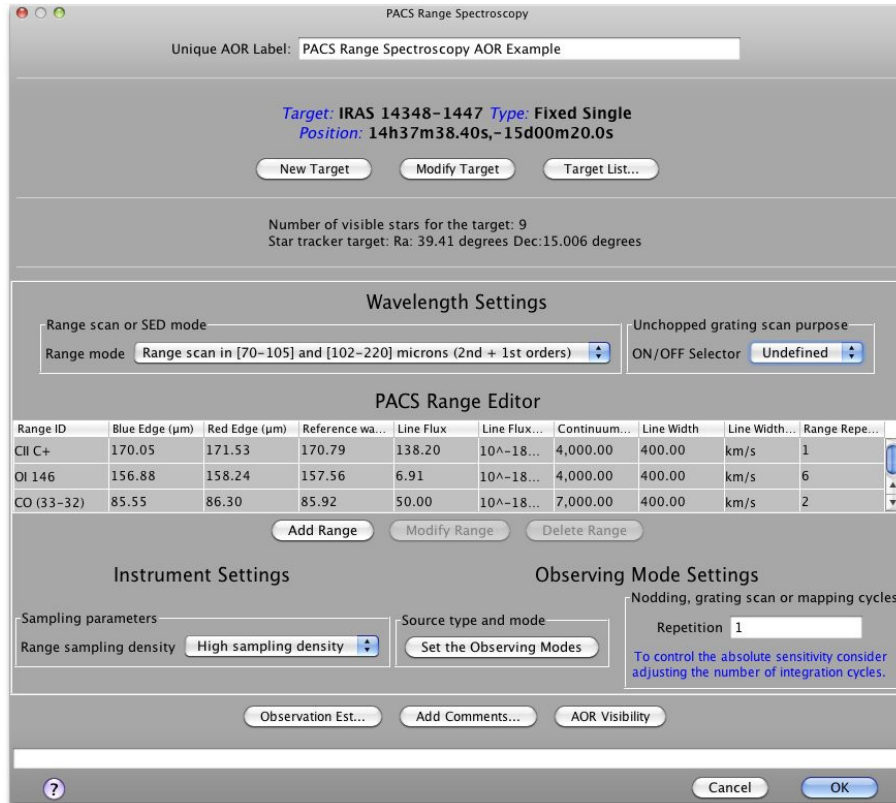 PACS Range Spectroscopy
Unique AOR Label: PACS Range Spectroscopy AOR Example
Target: IRAS 14348-1447 Type: Fixed Single
Position: 14h37m38.40s,-15d00m20.0s
New Target Modify Target Target List...
Number of visible stars for the target: 9
Star tracker target: Ra: 39.41 degrees Dec:15.006 degrees
Wavelength Settings
Range scan or SED mode
Range mode Range scan in [70-105] and [102-220] microns (2nd + 1st orders)
Unchopped grating scan purpose
ON/OFF Selector Undefined
PACS Range Editor
Range ID Blue Edge (µm) Red Edge (µm) Reference wa... Line Flux Line Flux... Continuum... Line Width Line Width... Range Repe...
CII C+ 170.05 171.53 170.79 138.20 10^-18... 4,000.00 400.00 km/s 1
OI 146 156.88 158.24 157.56 6.91 10^-18... 4,000.00 400.00 km/s 6
CO (33-32) 85.55 86.30 85.92 50.00 10^-18... 7,000.00 400.00 km/s 2
Add Range Modify Range Delete Range
Instrument Settings
Sampling parameters
Range sampling density High sampling density
Observing Mode Settings
Source type and mode
Set the Observing Modes
Nodding, grating scan or mapping cycles
Repetition 1
To control the absolute sensitivity consider
adjusting the number of integration cycles.
Observation Est... Add Comments... AOR Visibility
? Cancel OK